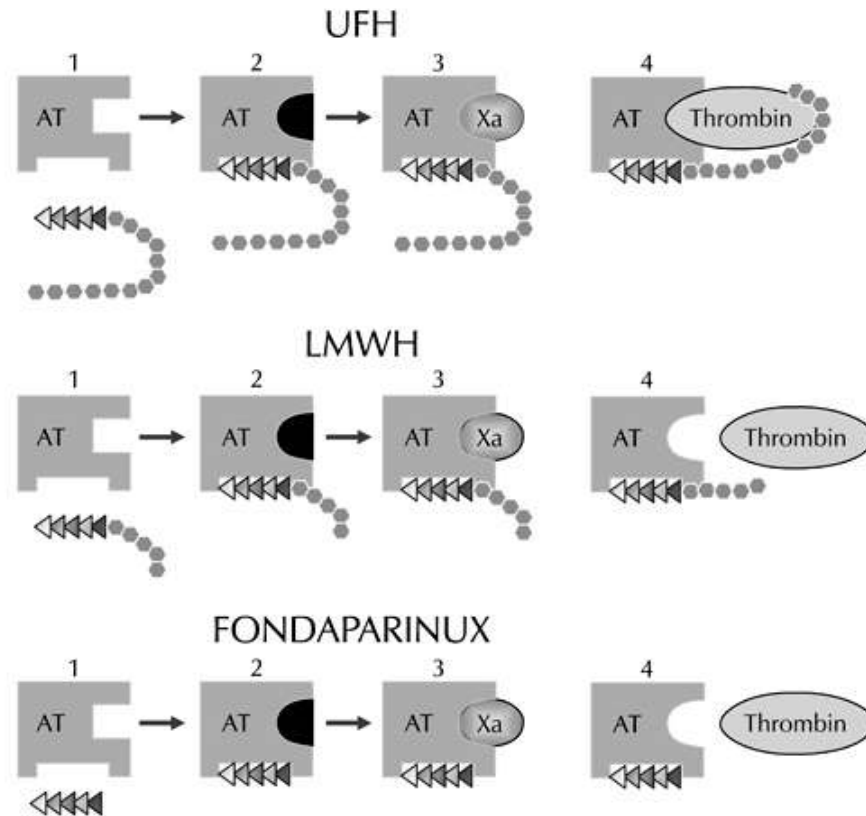 UFH
1 2 3 4
AT AT AT Xa AT Thrombin
LMWH
1 2 3 4
AT AT AT Xa AT Thrombin
FONDAPARINUX
1 2 3 4
AT AT AT Xa AT Thrombin